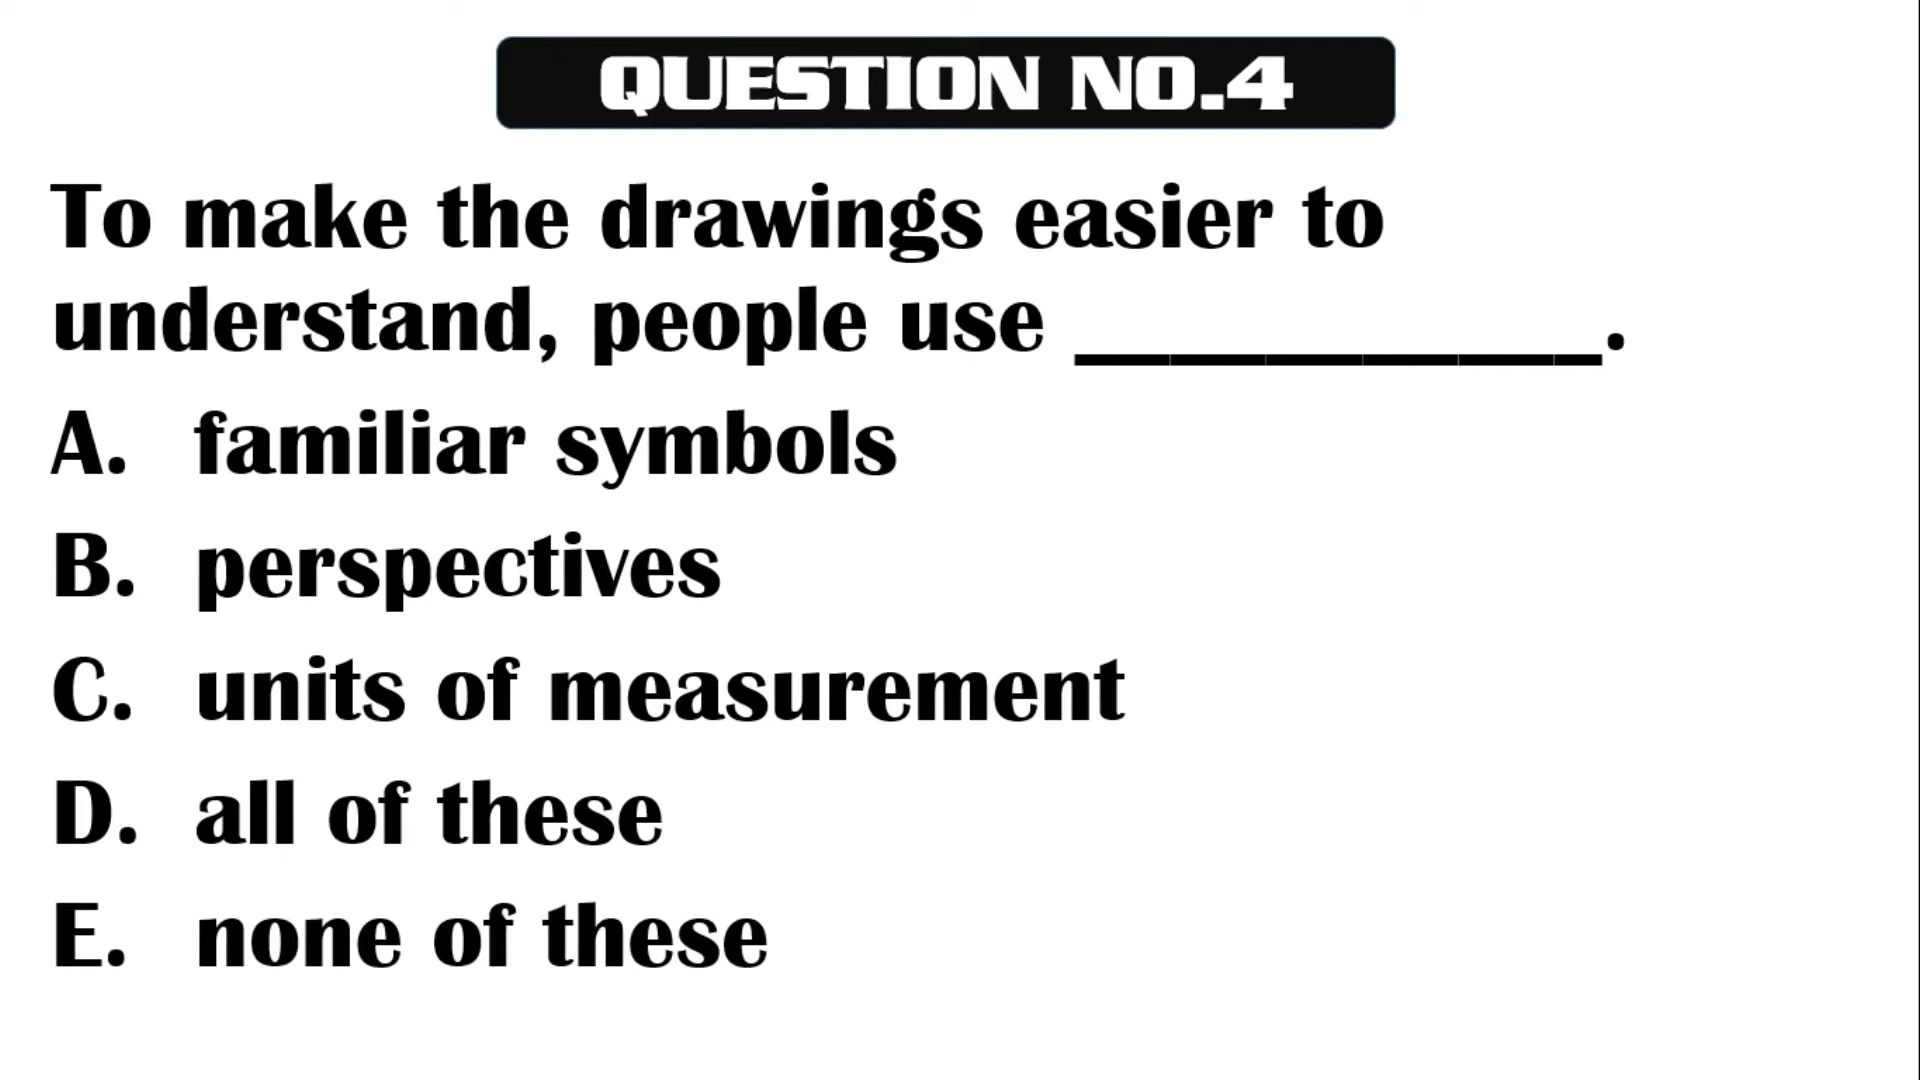 QUESTION NO.4
To make the drawings easier to
understand, people use ___________.
A. familiar symbols
B. perspectives
C. units of measurement
D. all of these
E. none of these